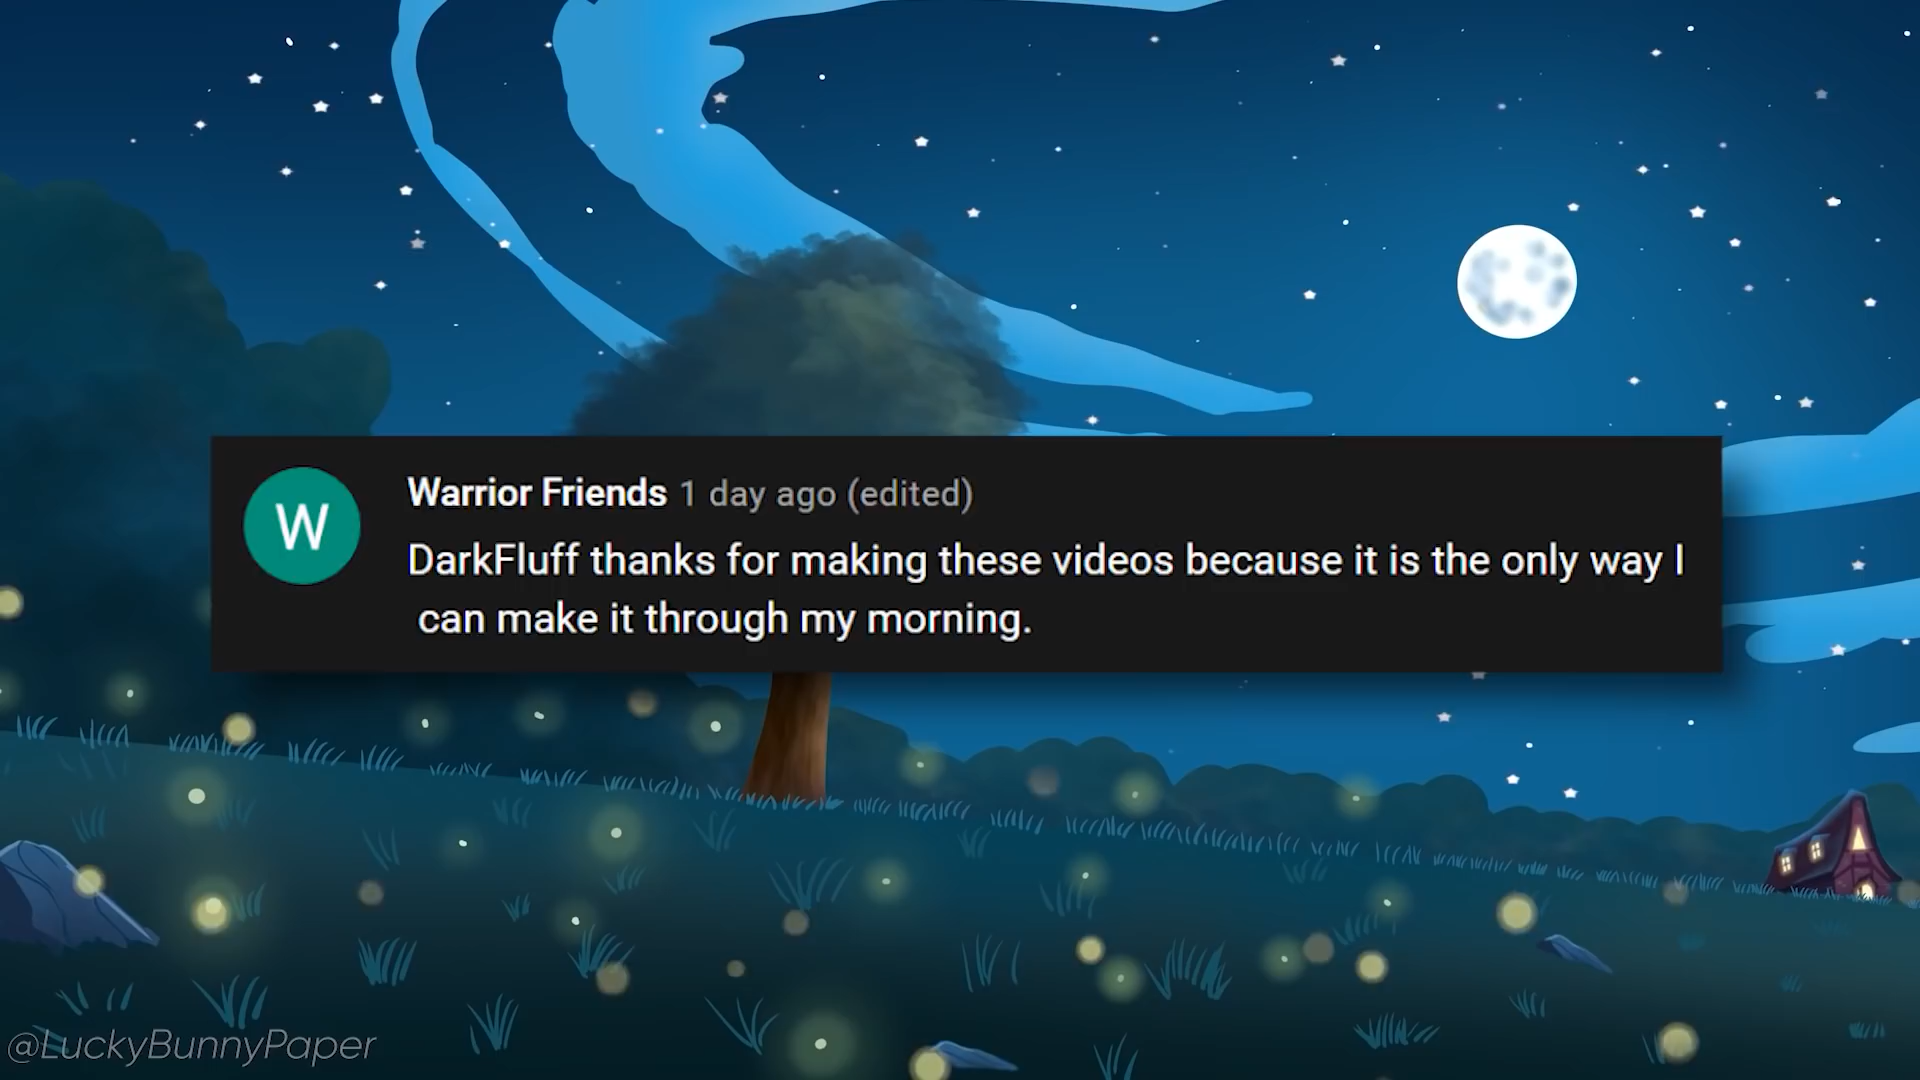 W
Warrior Friends 1 day ago (edited)
DarkFluff thanks for making these videos because it is the only way I
can make it through my morning.
@LuckyBunnyPaper